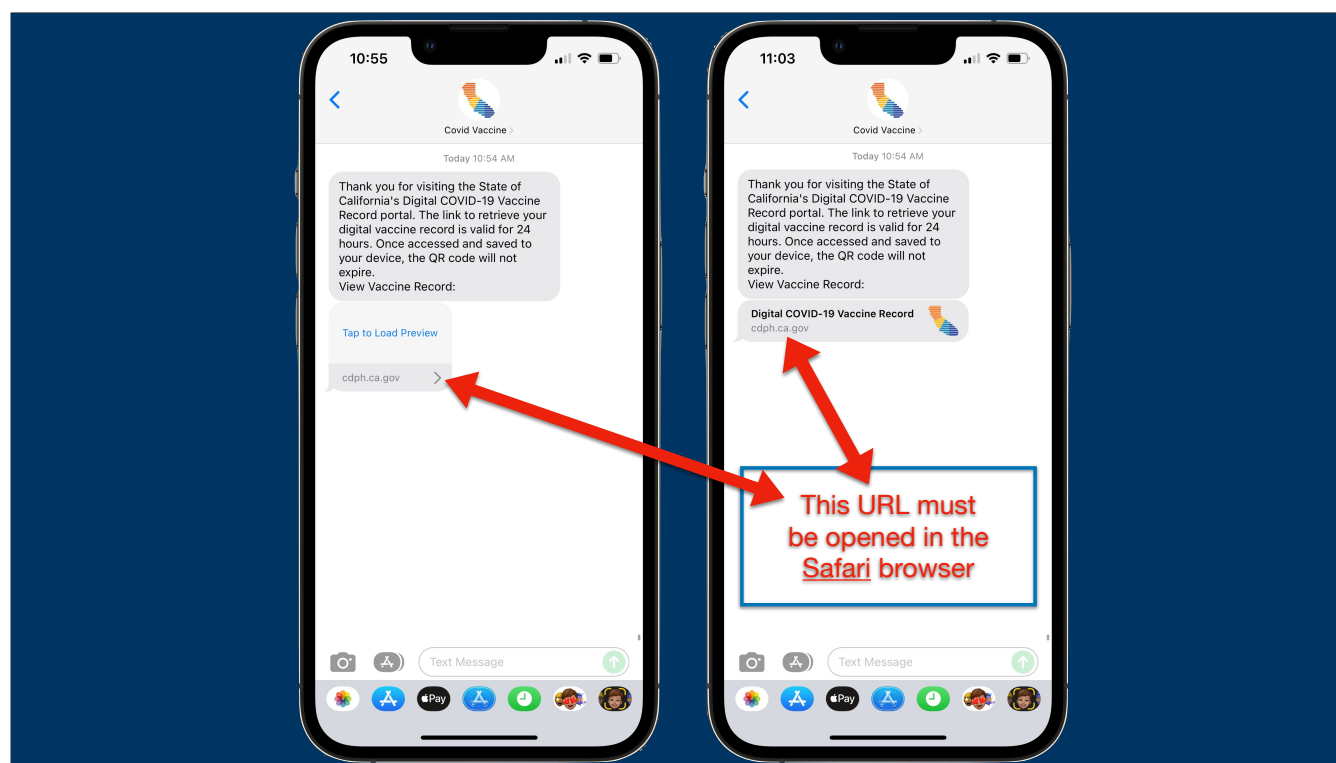 10:55
Covid Vaccine >
Today 10:54 AM
Thank you for visiting the State of
California's Digital COVID-19 Vaccine
Record portal. The link to retrieve your
digital vaccine record is valid for 24
hours. Once accessed and saved to
your device, the QR code will not
expire.
View Vaccine Record:
Tap to Load Preview
cdph.ca.gov
Text Message
Pay
11:03
Covid Vaccine >
Today 10:54 AM
Thank you for visiting the State of
California's Digital COVID-19 Vaccine
Record portal. The link to retrieve your
digital vaccine record is valid for 24
hours. Once accessed and saved to
your device, the QR code will not
expire.
View Vaccine Record:
Digital COVID-19 Vaccine Record
cdph.ca.gov
This URL must
be opened in the
Safari browser
Text Message
Pay